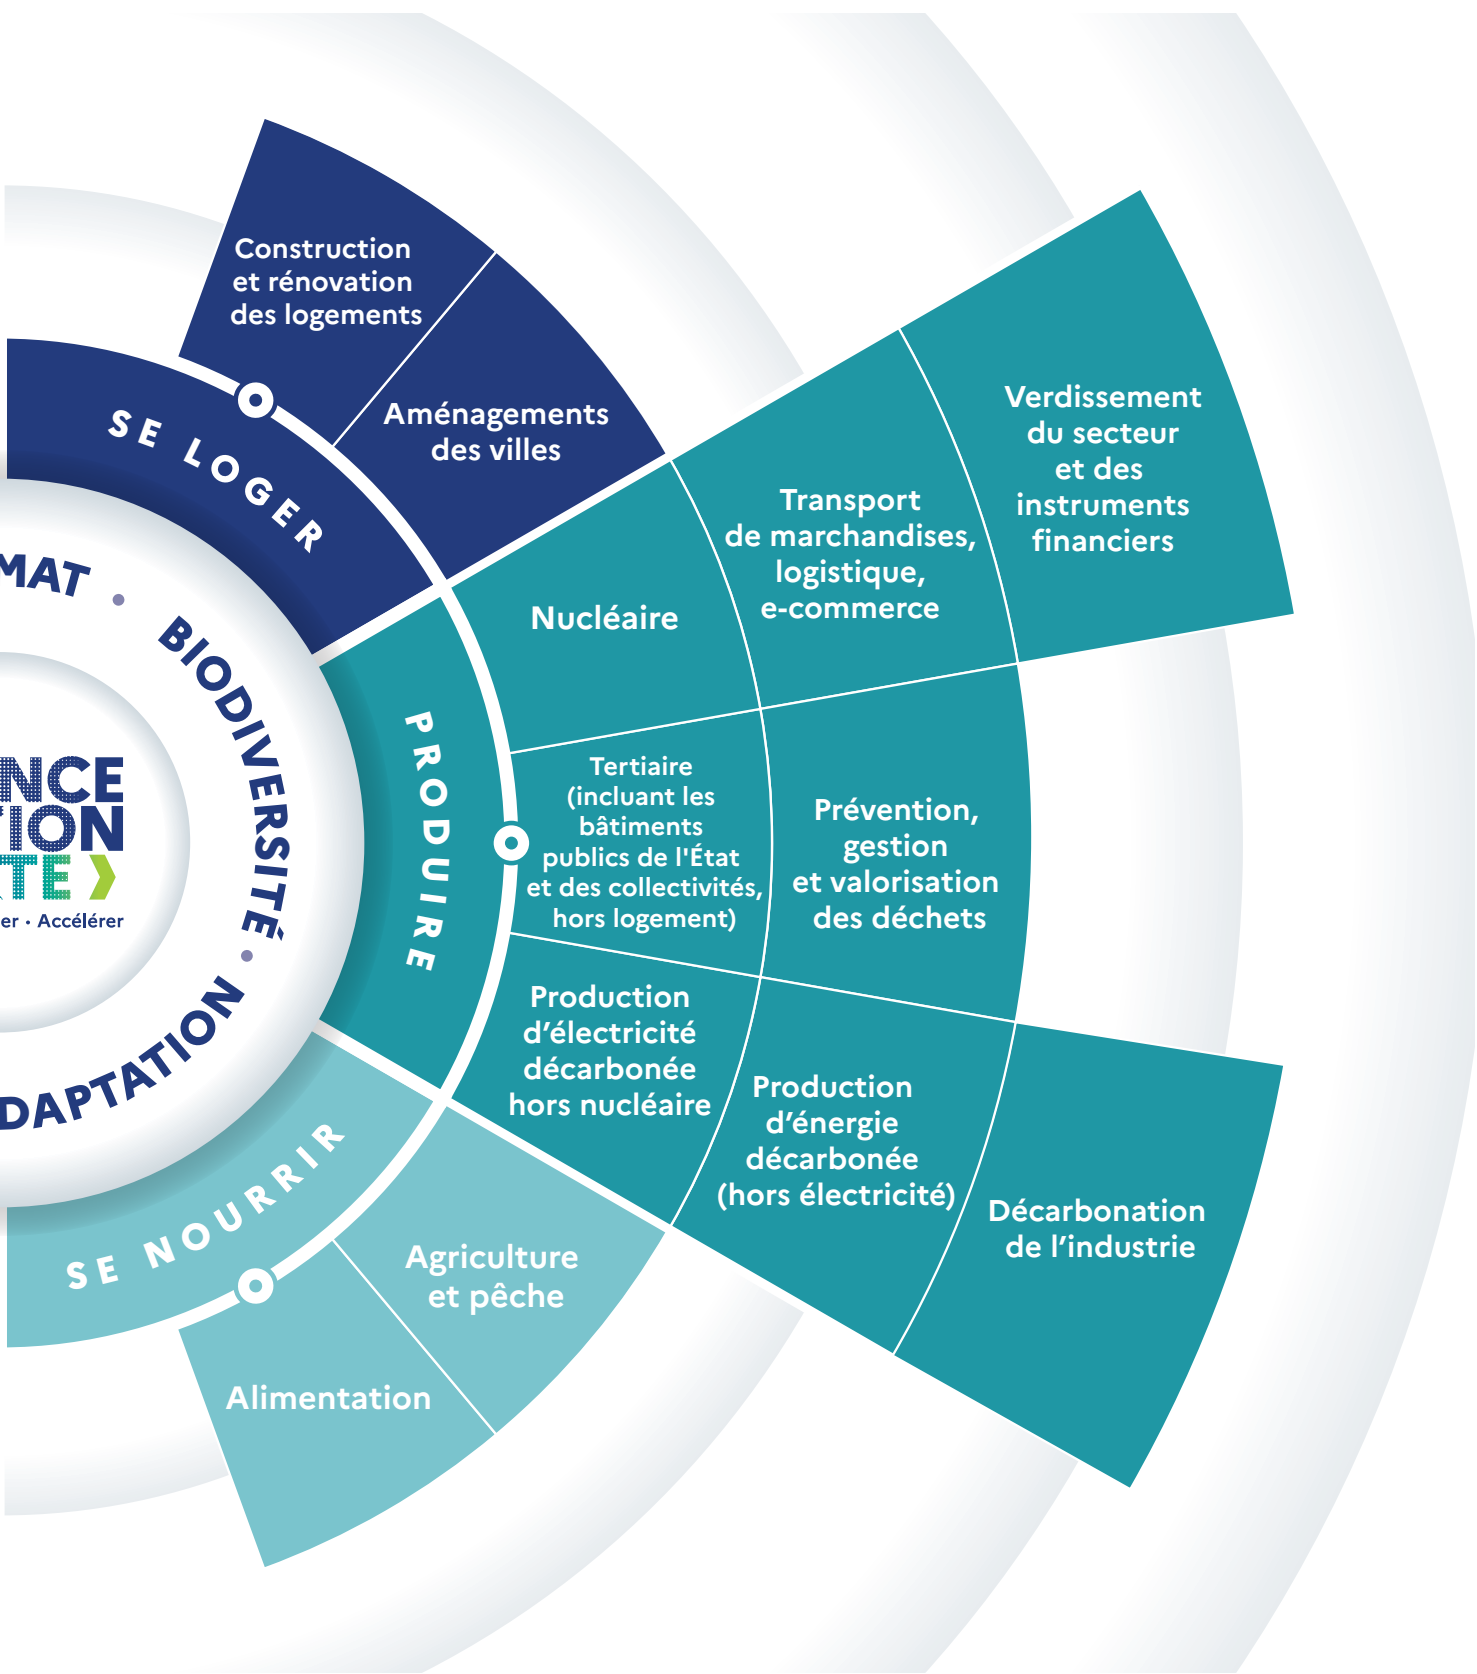 Construction
et rénovation
des logements
Aménagements
des villes
SE LOGER
Verdissement
du secteur
et des
instruments
financiers
Transport
de marchandises,
logistique,
e-commerce
Nucléaire
PRODUIRE
Tertiaire
(incluant les
bâtiments
publics de l'État
et des collectivités,
hors logement)
Prévention,
gestion
et valorisation
des déchets
Production
d’électricité
décarbonée
hors nucléaire
Production
d’énergie
décarbonée
(hors électricité)
Décarbonation
de l’industrie
SE NOURRIR
Agriculture
et pêche
Alimentation
MAT • BIODIVERSITÉ • DAPTATION
NCE
TION
TE
er • Accélérer